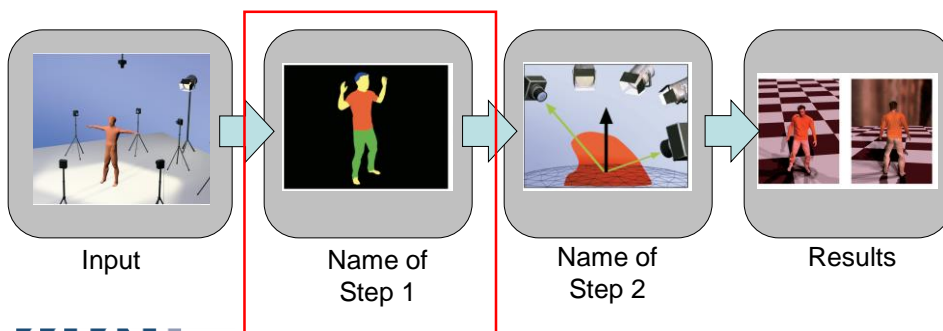 Input
Name of
Step 1
Name of
Step 2
Results